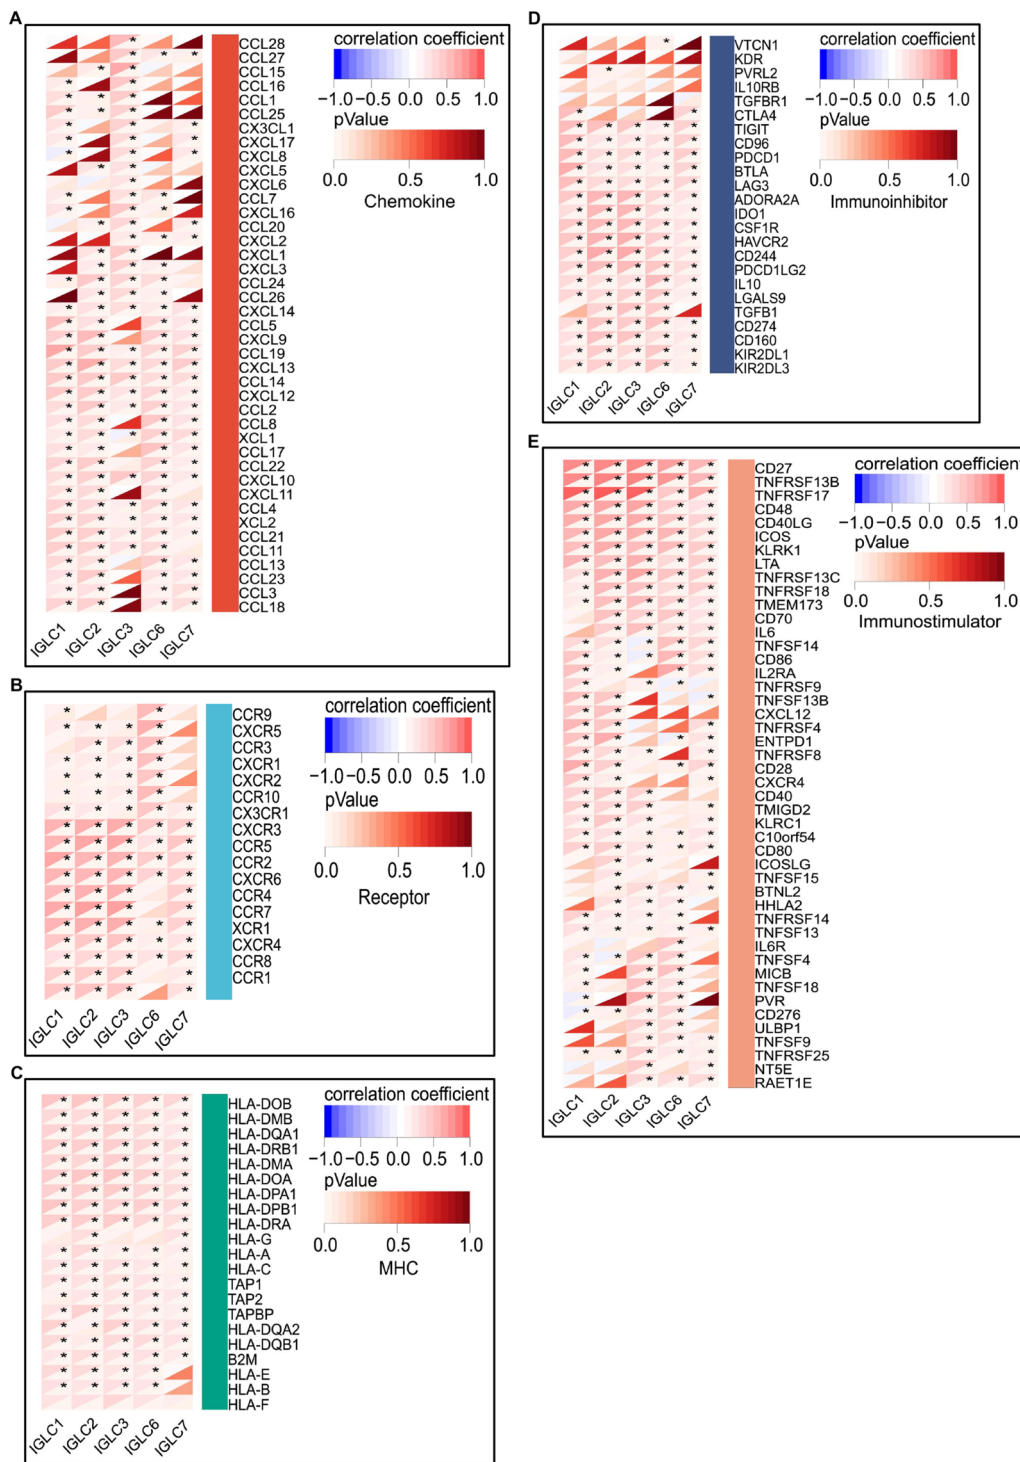 A
CCL28
CCL27
CCL15
CCL16
CCL1
CCL25
CX3CL1
CXCL17
CXCL8
CXCL5
CXCL6
CCL7
CXCL16
CCL20
CXCL2
CXCL1
CXCL3
CCL24
CCL26
CXCL14
CCL5
CXCL9
CCL19
CXCL13
CCL14
CXCL12
CCL2
CCL8
XCL1
CCL17
CCL22
CXCL10
CXCL11
CCL4
XCL2
CCL21
CCL11
CCL13
CCL23
CCL3
CCL18
IGLC1 IGLC2 IGLC3 IGLC6 IGLC7
correlation coefficient
−1.0 −0.5 0.0 0.5 1.0
pValue
0.0 0.5 1.0
Chemokine
B
CCR9
CXCR5
CCR3
CXCR1
CXCR2
CCR10
CX3CR1
CXCR3
CCR5
CCR2
CXCR6
CCR4
CCR7
XCR1
CXCR4
CCR8
CCR1
IGLC1 IGLC2 IGLC3 IGLC6 IGLC7
correlation coefficient
−1.0 −0.5 0.0 0.5 1.0
pValue
0.0 0.5 1.0
Receptor
C
HLA-DOB
HLA-DMB
HLA-DQA1
HLA-DRB1
HLA-DMA
HLA-DOA
HLA-DPA1
HLA-DPB1
HLA-DRA
HLA-G
HLA-A
HLA-C
TAP1
TAP2
TAPBP
HLA-DQA2
HLA-DQB1
B2M
HLA-E
HLA-B
HLA-F
IGLC1 IGLC2 IGLC3 IGLC6 IGLC7
correlation coefficient
−1.0 −0.5 0.0 0.5 1.0
pValue
0.0 0.5 1.0
MHC
D
VTCN1
KDR
PVRL2
IL10RB
TGFBR1
CTLA4
TIGIT
CD96
PDCD1
BTLA
LAG3
ADORA2A
IDO1
CSF1R
HAVCR2
CD244
PDCD1LG2
IL10
LGALS9
TGFB1
CD274
CD160
KIR2DL1
KIR2DL3
IGLC1 IGLC2 IGLC3 IGLC6 IGLC7
correlation coefficient
−1.0 −0.5 0.0 0.5 1.0
pValue
0.0 0.5 1.0
Immunoinhibitor
E
CD27
TNFRSF13B
TNFRSF17
CD48
CD40LG
ICOS
KLRK1
LTA
TNFRSF13C
TNFRSF18
TMEM173
CD70
IL6
TNFSF14
CD86
IL2RA
TNFRSF9
TNFSF13B
CXCL12
TNFRSF4
ENTPD1
TNFRSF8
CD28
CXCR4
CD40
TMIGD2
KLRC1
C10orf54
CD80
ICOSLG
TNFSF15
BTNL2
HHLA2
TNFRSF14
TNFSF13
IL6R
TNFSF4
MICB
TNFSF18
PVR
CD276
ULBP1
TNFSF9
TNFRSF25
NT5E
RAET1E
IGLC1 IGLC2 IGLC3 IGLC6 IGLC7
correlation coefficient
−1.0 −0.5 0.0 0.5 1.0
pValue
0.0 0.5 1.0
Immunostimulator